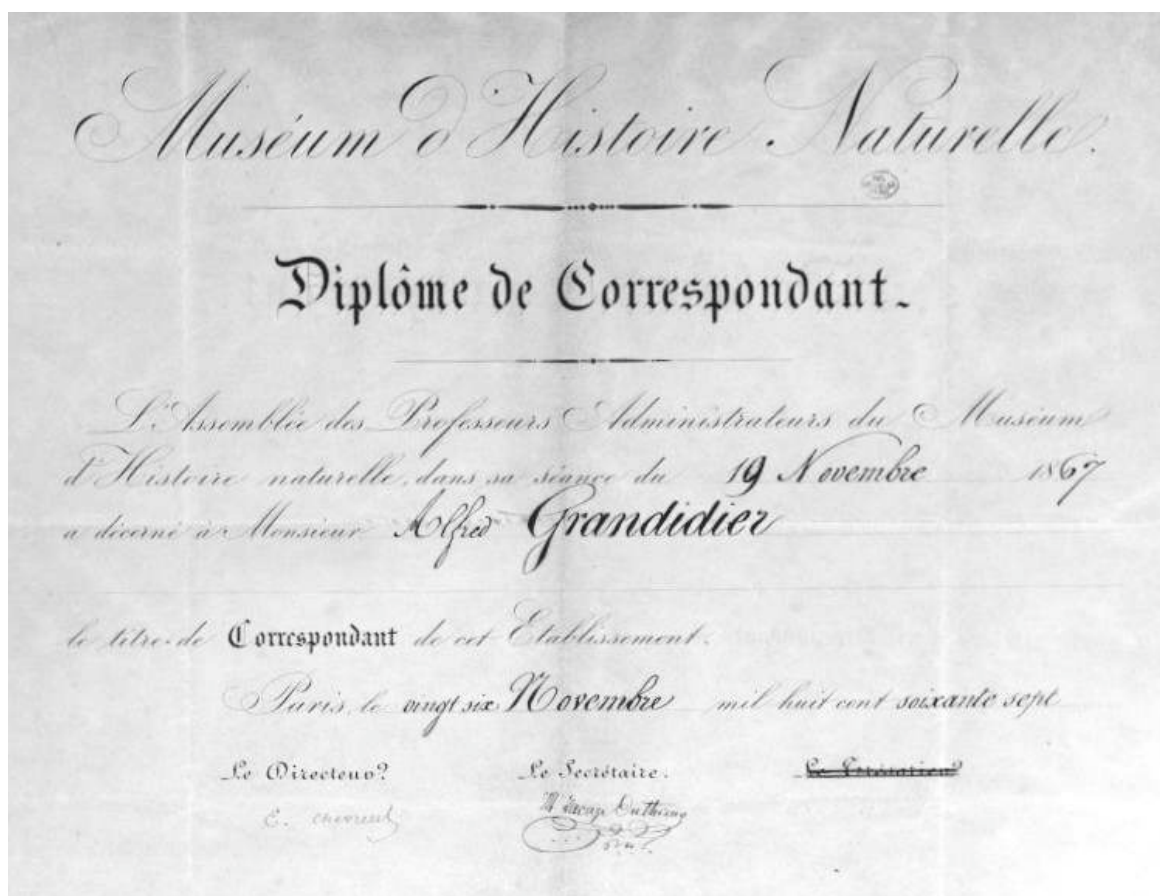 Muséum d'Histoire Naturelle.
Diplôme de Correspondant.
L'Assemblée des Professeurs Administrateurs du Muséum
d'Histoire naturelle, dans sa séance du 19 Novembre 1867
a décerné à Monsieur Alfred Grandidier
le titre de Correspondant de cet Etablissement.
Paris, le vingt six Novembre mil huit cent soixante sept
Le Directeur Le Secrétaire.
E. Chevreul